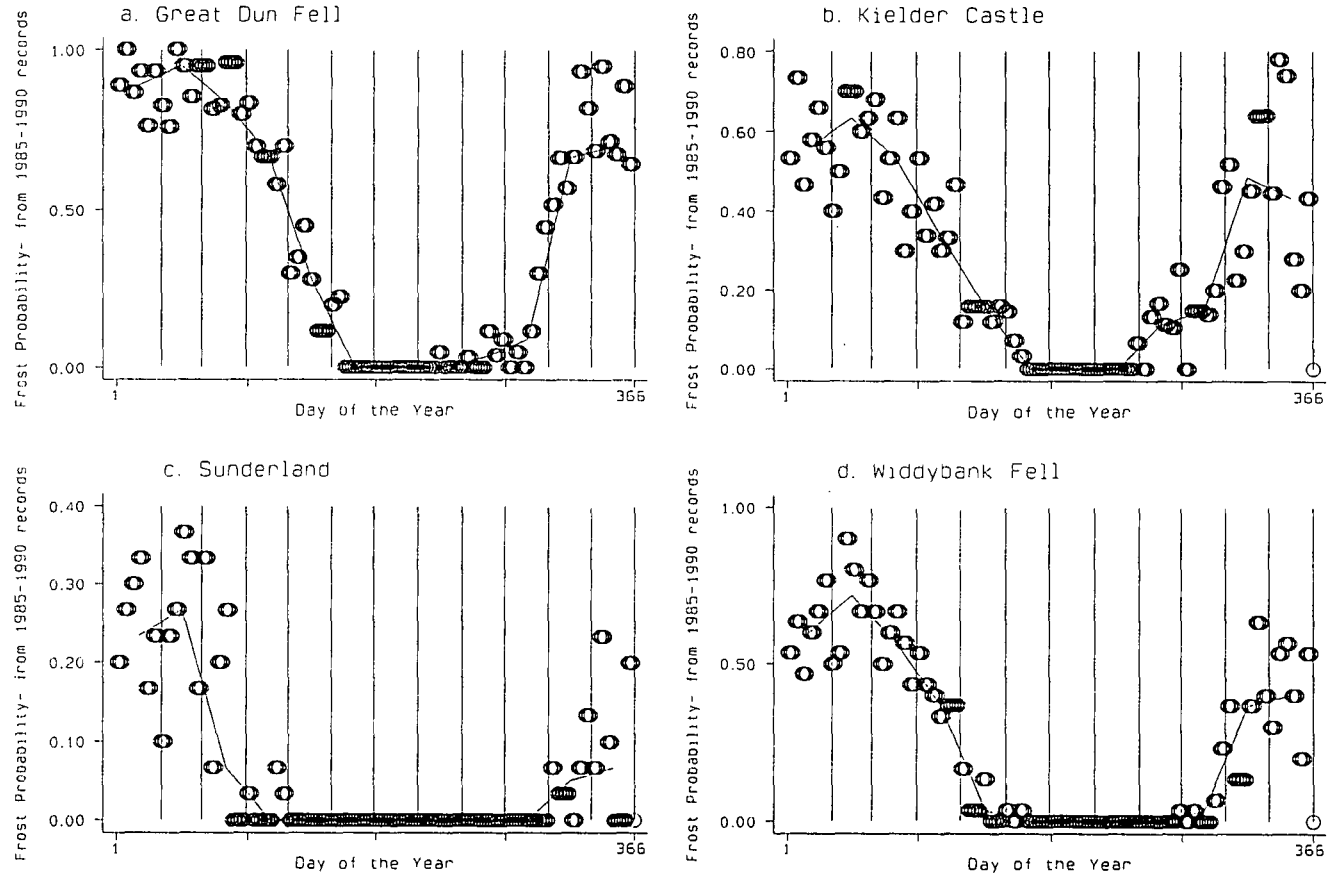 a. Great Dun Fell
Frost Probability- from 1985-1990 records
1.00
0.50
0.00
1
366
Day of the Year
b. Kielder Castle
Frost Probability- from 1985-1990 records
0.80
0.60
0.40
0.20
0.00
1
366
Day of the Year
c. Sunderland
Frost Probability- from 1985-1990 records
0.40
0.30
0.20
0.10
0.00
1
366
Day of the Year
d. Widdybank Fell
Frost Probability- from 1985-1990 records
1.00
0.50
0.00
1
366
Day of the Year